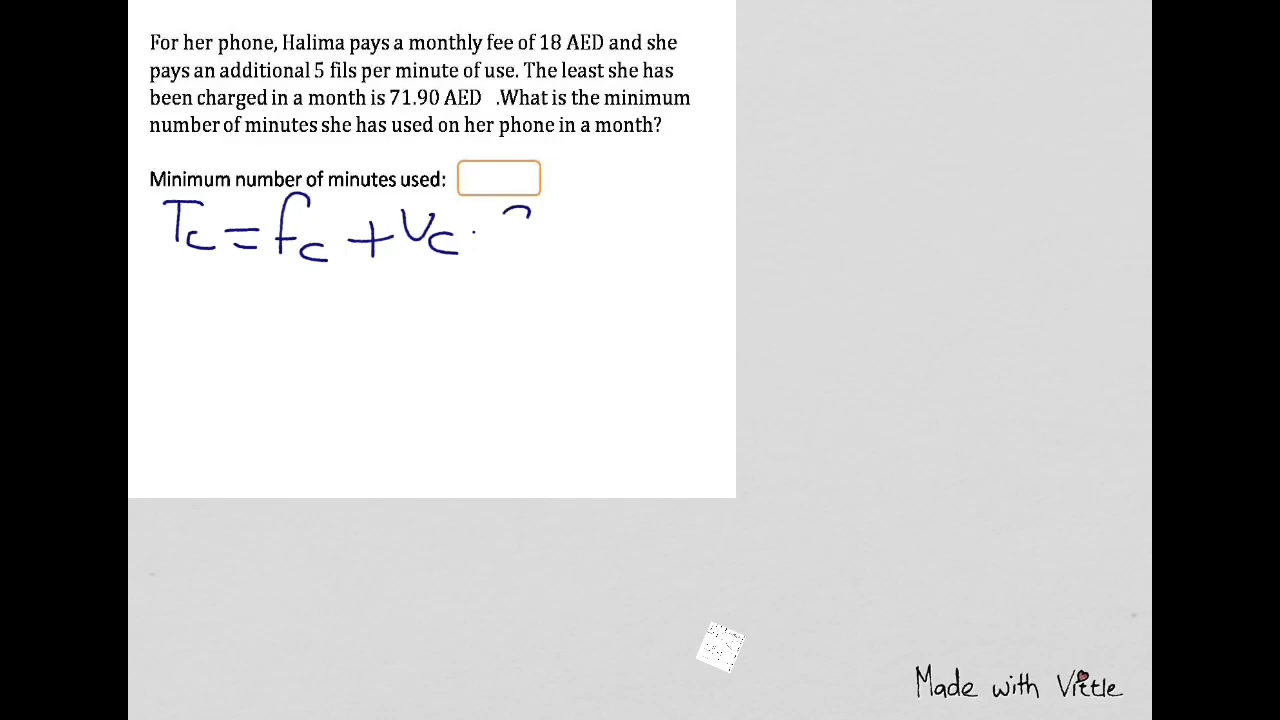 For her phone, Halima pays a monthly fee of 18 AED and she
pays an additional 5 fils per minute of use. The least she has
been charged in a month is 71.90 AED .What is the minimum
number of minutes she has used on her phone in a month?
Minimum number of minutes used:
Tc = fc + Vc .
Made with Vittle